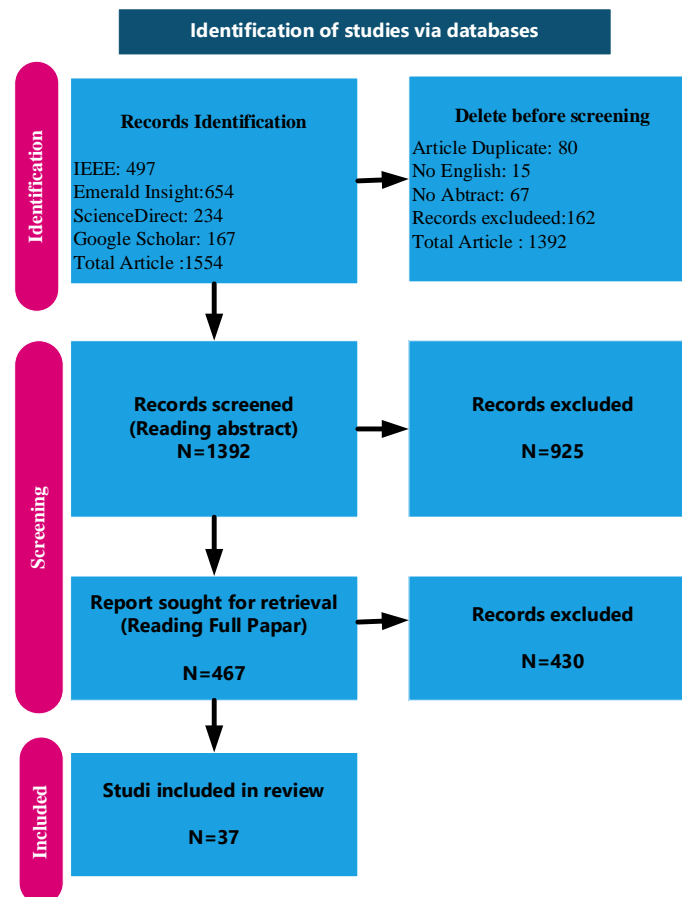 Identification of studies via databases
Identification
Records Identification
IEEE: 497
Emerald Insight:654
ScienceDirect: 234
Google Scholar: 167
Total Article :1554
Delete before screening
Article Duplicate: 80
No English: 15
No Abtract: 67
Records excludeed:162
Total Article : 1392
Screening
Records screened
(Reading abstract)
N=1392
Records excluded
N=925
Report sought for retrieval
(Reading Full Papar)
N=467
Records excluded
N=430
Included
Studi included in review
N=37